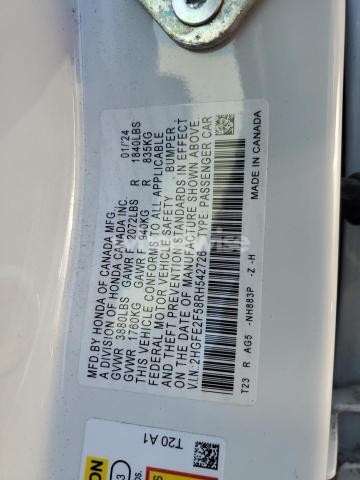 MFD BY HONDA OF CANADA MFG.
A DIVISION OF HONDA CANADA INC. 01/'24
GVWR 3880LBS GAWR F 2072LBS R 1840LBS
GVWR 1760KG GAWR F 940KG R 835KG
THIS VEHICLE CONFORMS TO ALL APPLICABLE
FEDERAL MOTOR VEHICLE SAFETY, BUMPER,
AND THEFT PREVENTION STANDARDS IN EFFECT
ON THE DATE OF MANUFACTURE SHOWN ABOVE.
V.I.N.: 2HGFE2F58RH542726 TYPE: PASSENGER CAR
T23 R AG5 -NH883P -Z -H MADE IN CANADA
T20 A1